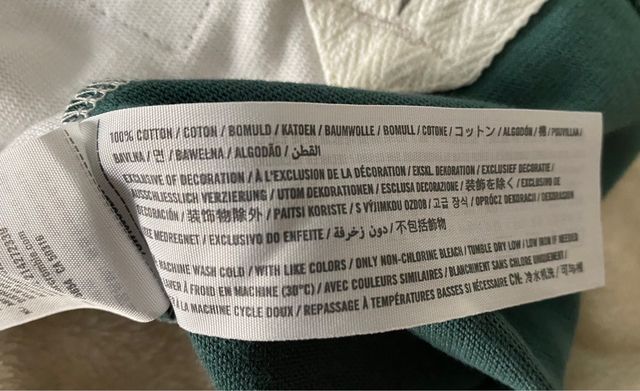 100% COTTON / COTON / BOMULD / KATOEN / BAUMWOLLE / BOMULL / COTONE / コットン / ALGODÓN / 棉 / PUUVILLAA /
BAVLNA / 면 / BAWEŁNA / ALGODÃO / القطن
EXCLUSIVE OF DECORATION / À L'EXCLUSION DE LA DÉCORATION / EKSKL. DEKORATION / EXCLUSIEF DECORATIE /
AUSSCHLIESSLICH VERZIERUNG / UTOM DEKORATIONEN / ESCLUSA DECORAZIONE / 装飾を除く / EXCLUSIVO DE
DECORACIÓN / 装饰物除外 / PAITSI KORISTE / S VÝJIMKOU OZDOB / 고급 장식 / OPRÓCZ DEKORACJI / DEKORASYON
MEDREGNET / EXCLUSIVO DO ENFEITE / دون زخرفة / 不包括飾物
MACHINE WASH COLD / WITH LIKE COLORS / ONLY NON-CHLORINE BLEACH / TUMBLE DRY LOW / LOW IRON IF NEEDED
LAVER À FROID EN MACHINE (30°C) / AVEC COULEURS SIMILAIRES / BLANCHIMENT SANS CHLORE UNIQUEMENT /
À LA MACHINE CYCLE DOUX / REPASSAGE À TEMPÉRATURES BASSES SI NÉCESSAIRE CN: 冷水机洗